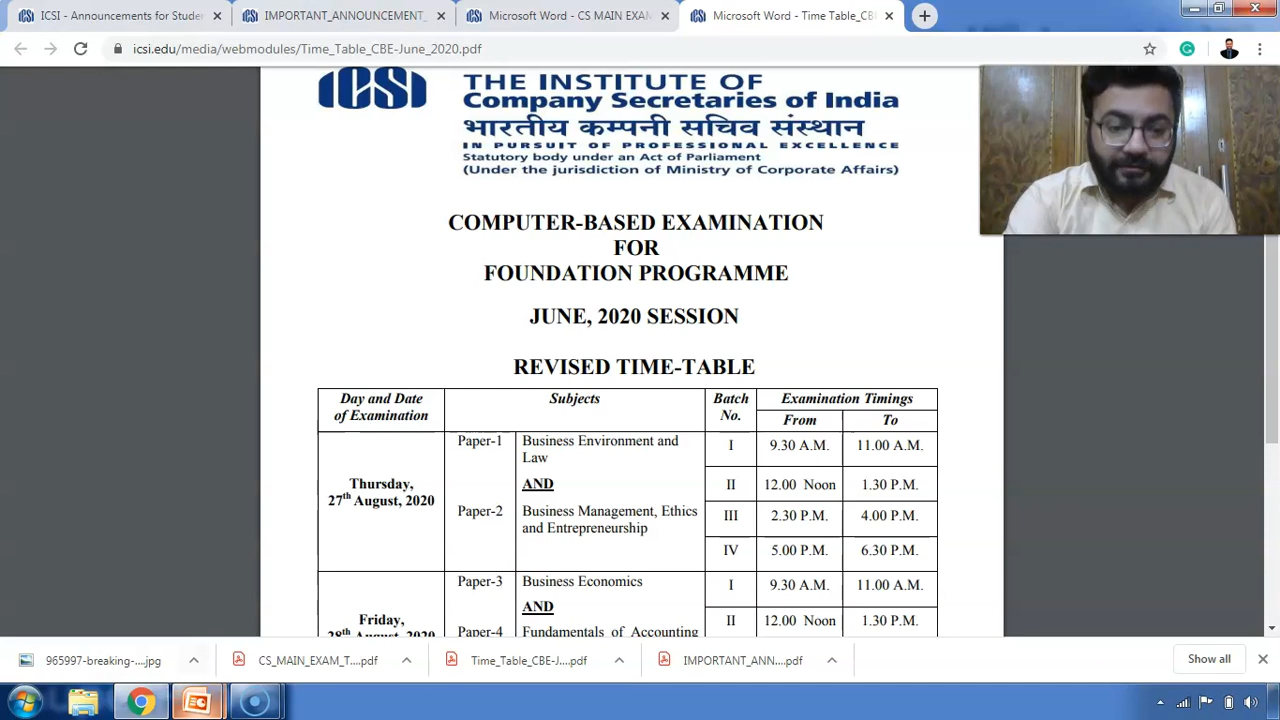 ICSI - Announcements for Studer
IMPORTANT_ANNOUNCEMENT_
Microsoft Word - CS MAIN EXAM
Microsoft Word - Time Table_CBE
icsi.edu/media/webmodules/Time_Table_CBE-June_2020.pdf
ICSI
THE INSTITUTE OF
Company Secretaries of India
भारतीय कम्पनी सचिव संस्थान
IN PURSUIT OF PROFESSIONAL EXCELLENCE
Statutory body under an Act of Parliament
(Under the jurisdiction of Ministry of Corporate Affairs)
COMPUTER-BASED EXAMINATION
FOR
FOUNDATION PROGRAMME
JUNE, 2020 SESSION
REVISED TIME-TABLE
Day and Date of Examination
Subjects
Batch No.
Examination Timings
From
To
Thursday,
27th August, 2020
Paper-1
Business Environment and
Law
AND
Paper-2
Business Management, Ethics
and Entrepreneurship
I
9.30 A.M.
11.00 A.M.
II
12.00 Noon
1.30 P.M.
III
2.30 P.M.
4.00 P.M.
IV
5.00 P.M.
6.30 P.M.
Friday,
28th August, 2020
Paper-3
Business Economics
AND
Paper-4
Fundamentals of Accounting
I
9.30 A.M.
11.00 A.M.
II
12.00 Noon
1.30 P.M.
965997-breaking-....jpg
CS_MAIN_EXAM_T....pdf
Time_Table_CBE-J....pdf
IMPORTANT_ANN....pdf
Show all